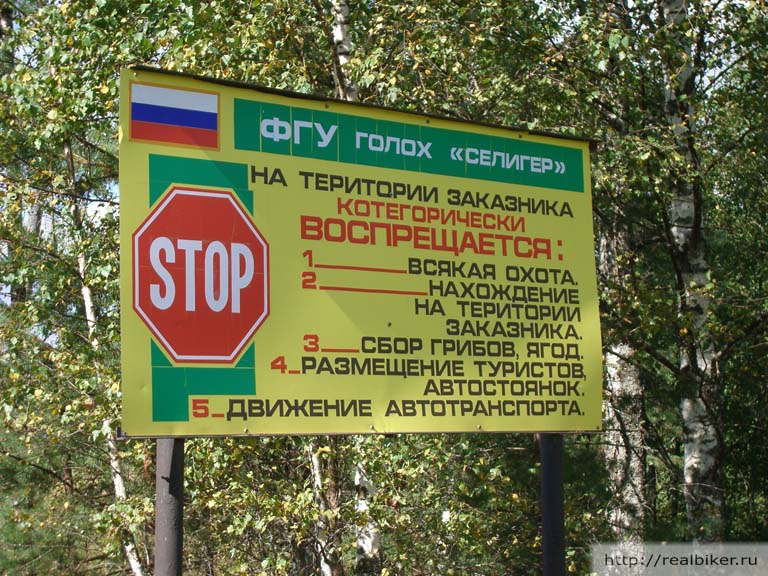 ФГУ ГОЛОХ «СЕЛИГЕР»
НА ТЕРИТОРИИ ЗАКАЗНИКА
КОТЕГОРИЧЕСКИ
ВОСПРЕЩАЕТСЯ:
STOP
1 ВСЯКАЯ ОХОТА.
2 НАХОЖДЕНИЕ
НА ТЕРИТОРИИ
ЗАКАЗНИКА.
3 СБОР ГРИБОВ, ЯГОД.
4 РАЗМЕЩЕНИЕ ТУРИСТОВ,
АВТОСТОЯНОК.
5 ДВИЖЕНИЕ АВТОТРАНСПОРТА.
http://realbiker.ru